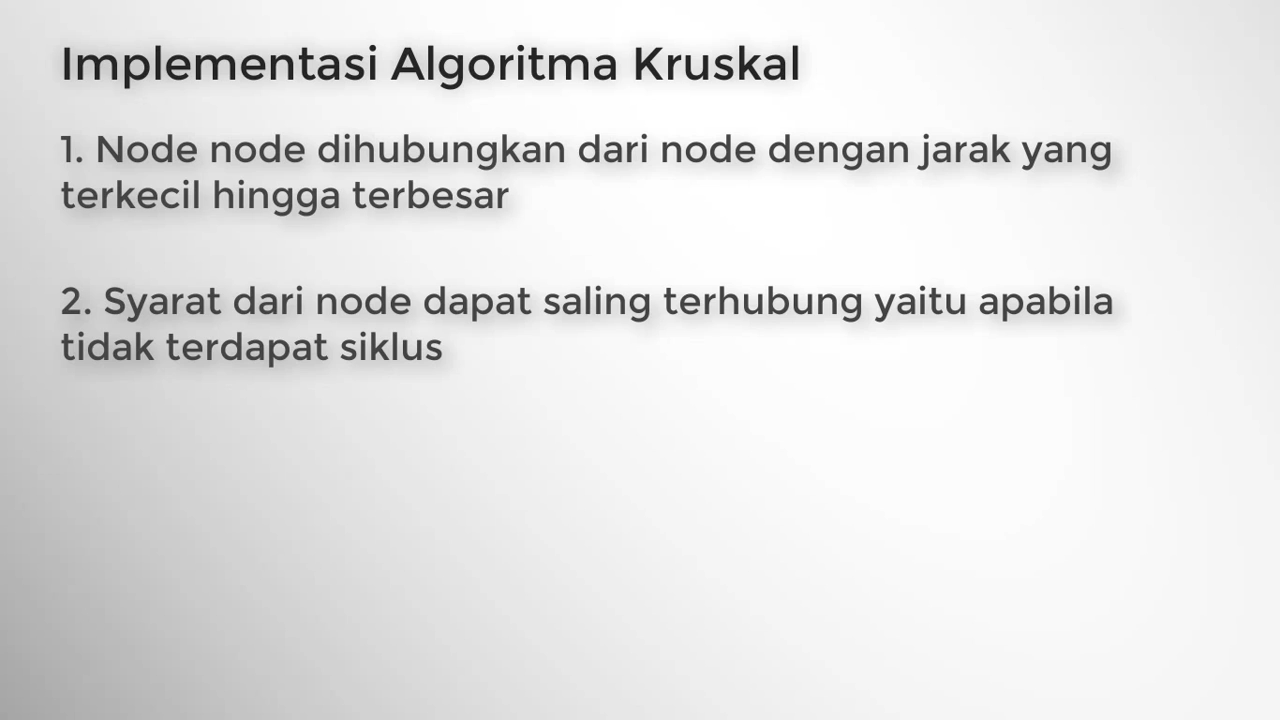 Implementasi Algoritma Kruskal
1. Node node dihubungkan dari node dengan jarak yang
terkecil hingga terbesar
2. Syarat dari node dapat saling terhubung yaitu apabila
tidak terdapat siklus